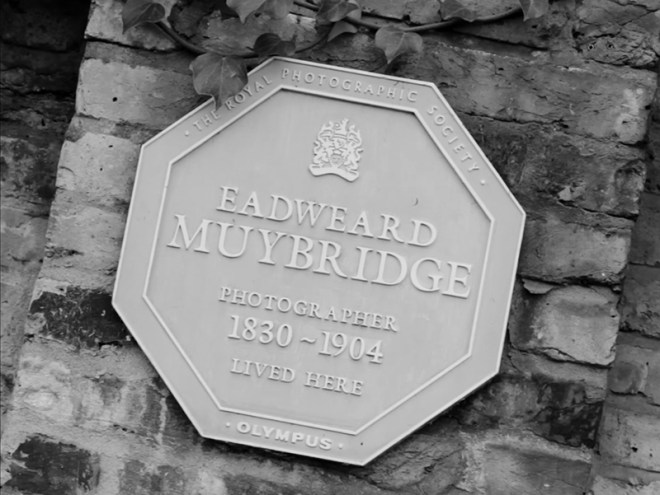 · THE ROYAL PHOTOGRAPHIC SOCIETY ·
EADWEARD
MUYBRIDGE
PHOTOGRAPHER
1830~1904
LIVED HERE
· OLYMPUS ·